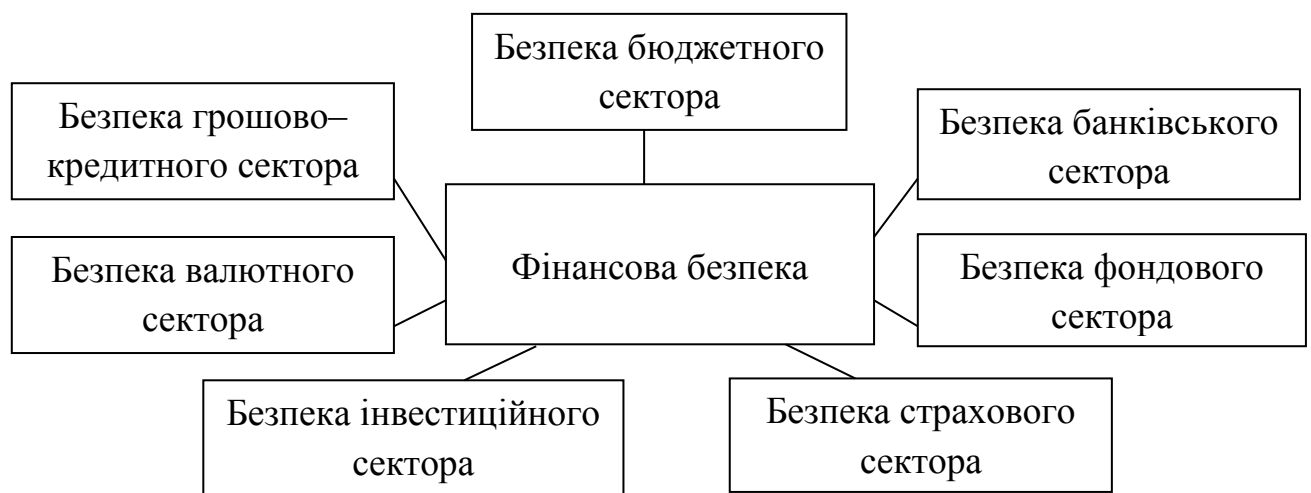 Безпека бюджетного
сектора
Безпека грошово–
кредитного сектора
Безпека банківського
сектора
Безпека валютного
сектора
Фінансова безпека
Безпека фондового
сектора
Безпека інвестиційного
сектора
Безпека страхового
сектора